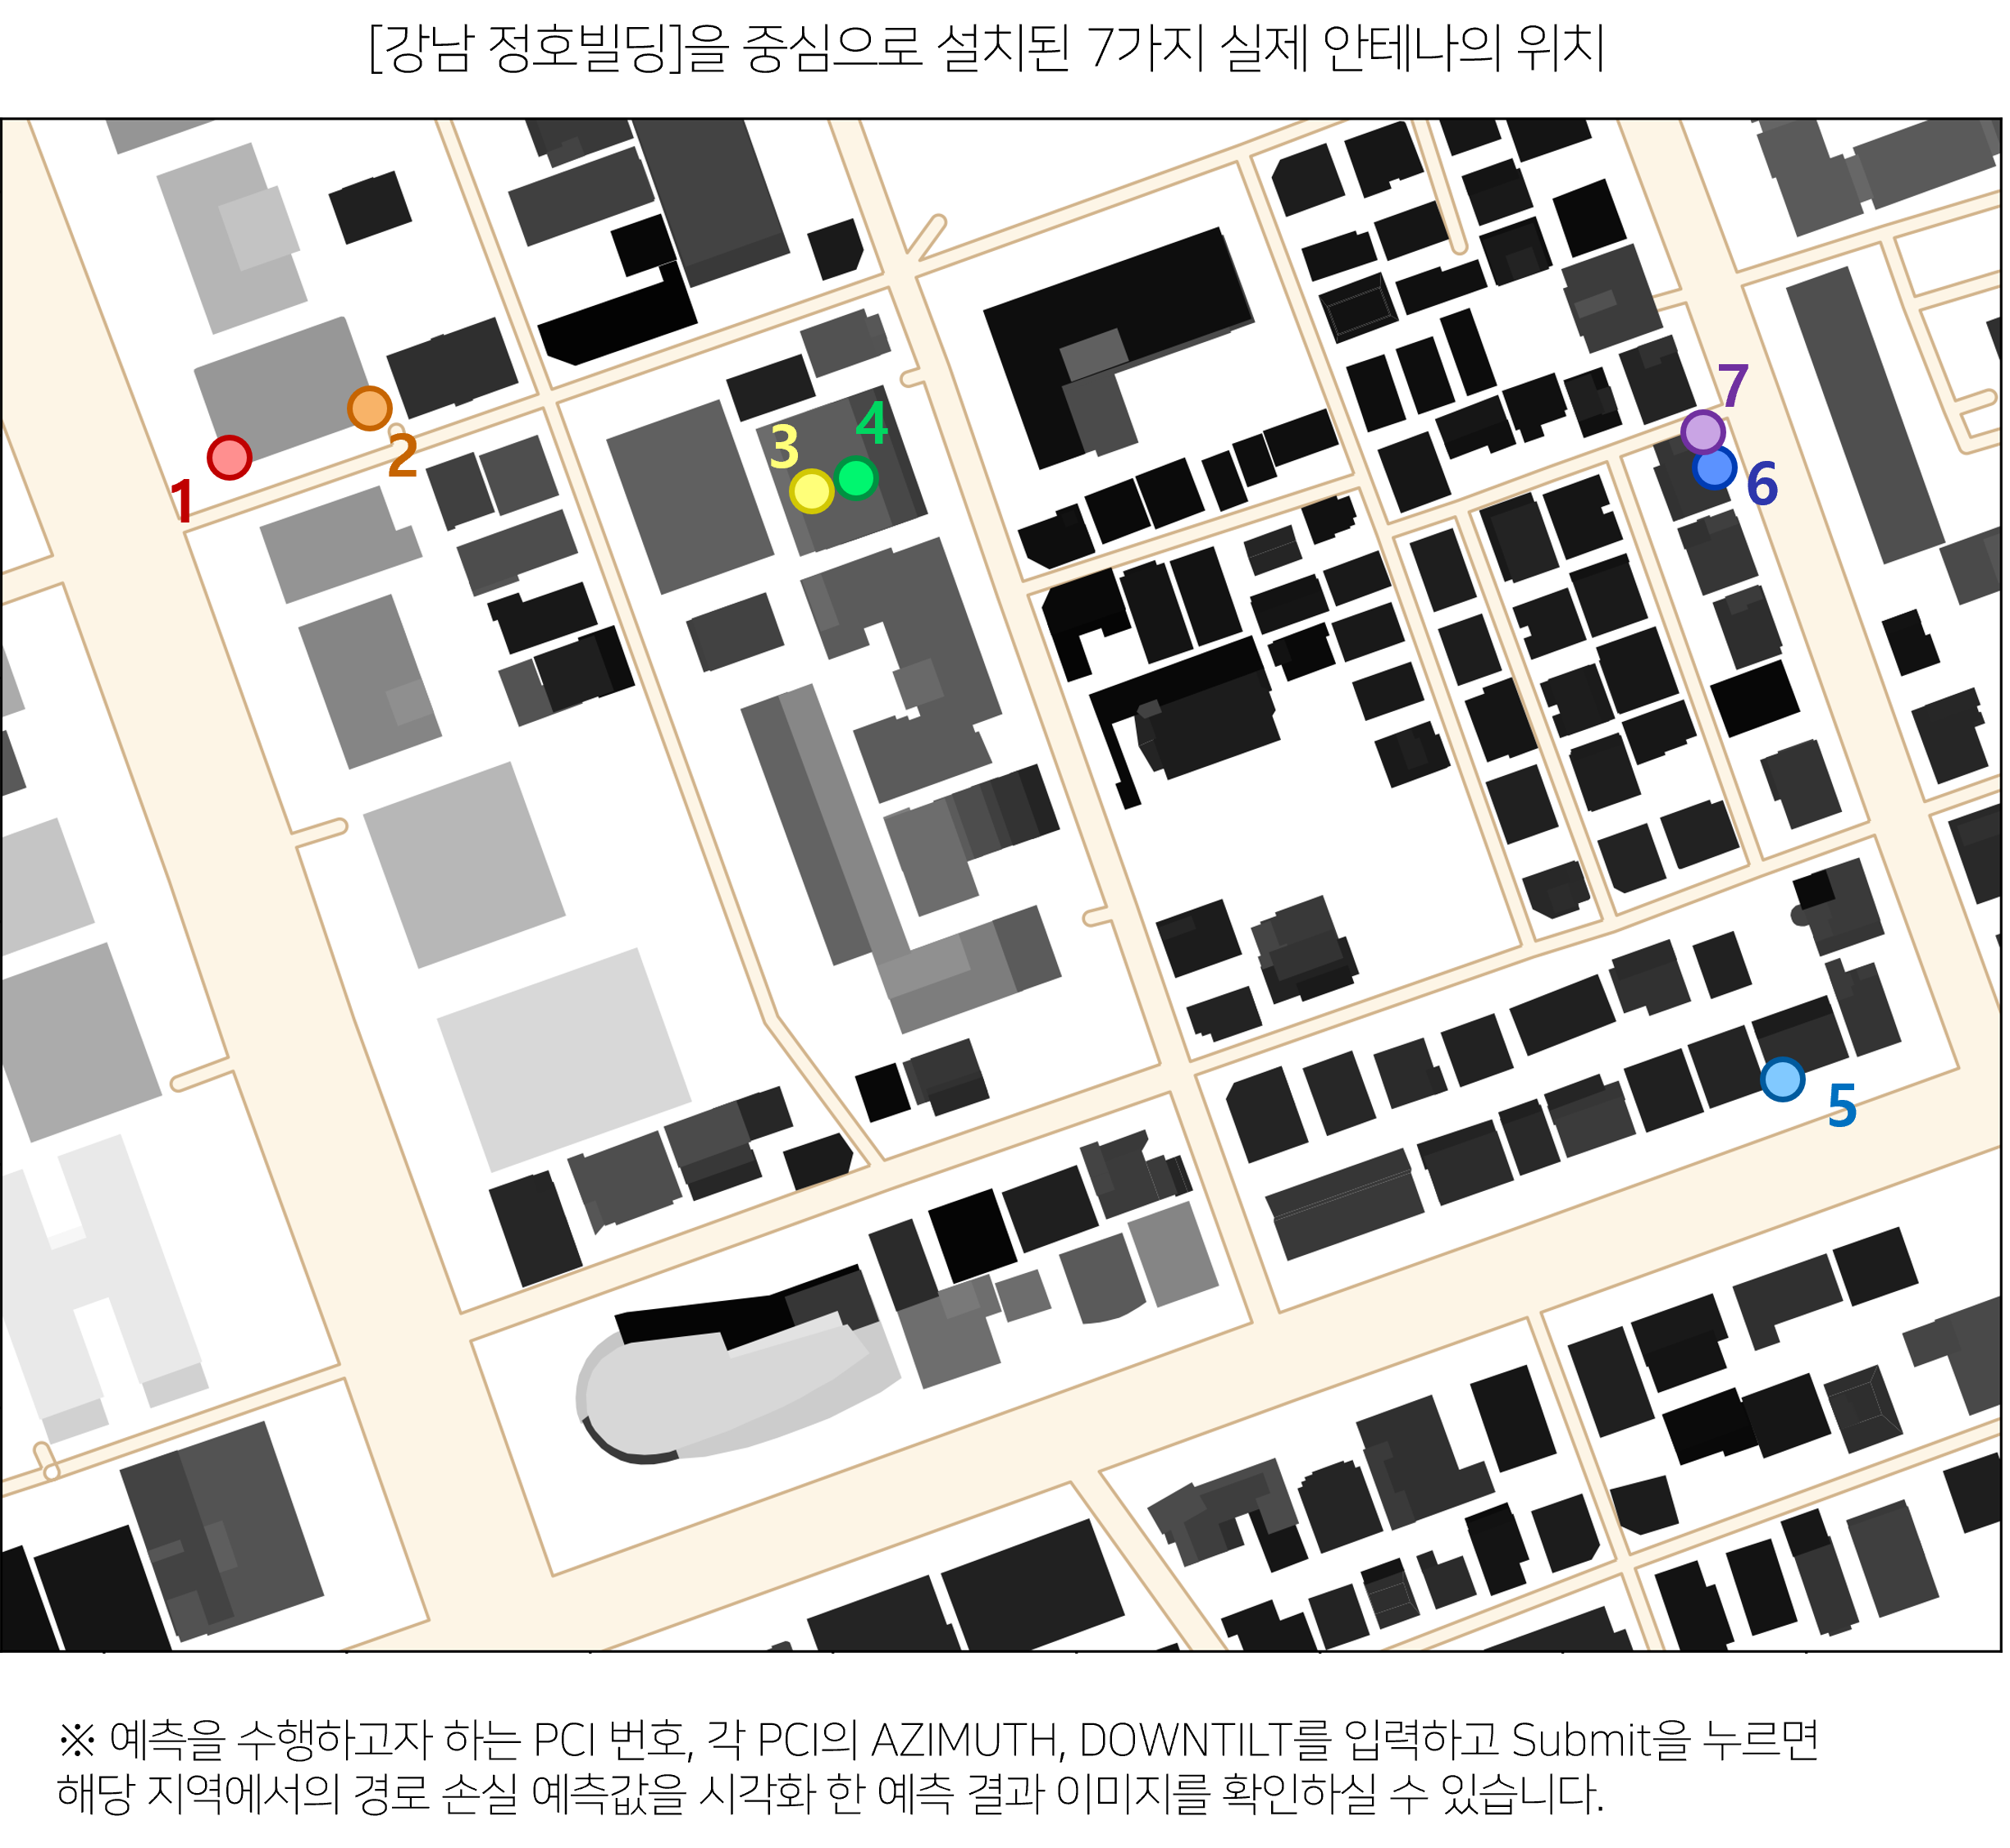 [강남 정호빌딩]을 중심으로 설치된 7가지 실제 안테나의 위치
7
4
3
2
6
1
5
※ 예측을 수행하고자 하는 PCI 번호, 각 PCI의 AZIMUTH, DOWNTILT를 입력하고 Submit을 누르면
해당 지역에서의 경로 손실 예측값을 시각화 한 예측 결과 이미지를 확인하실 수 있습니다.